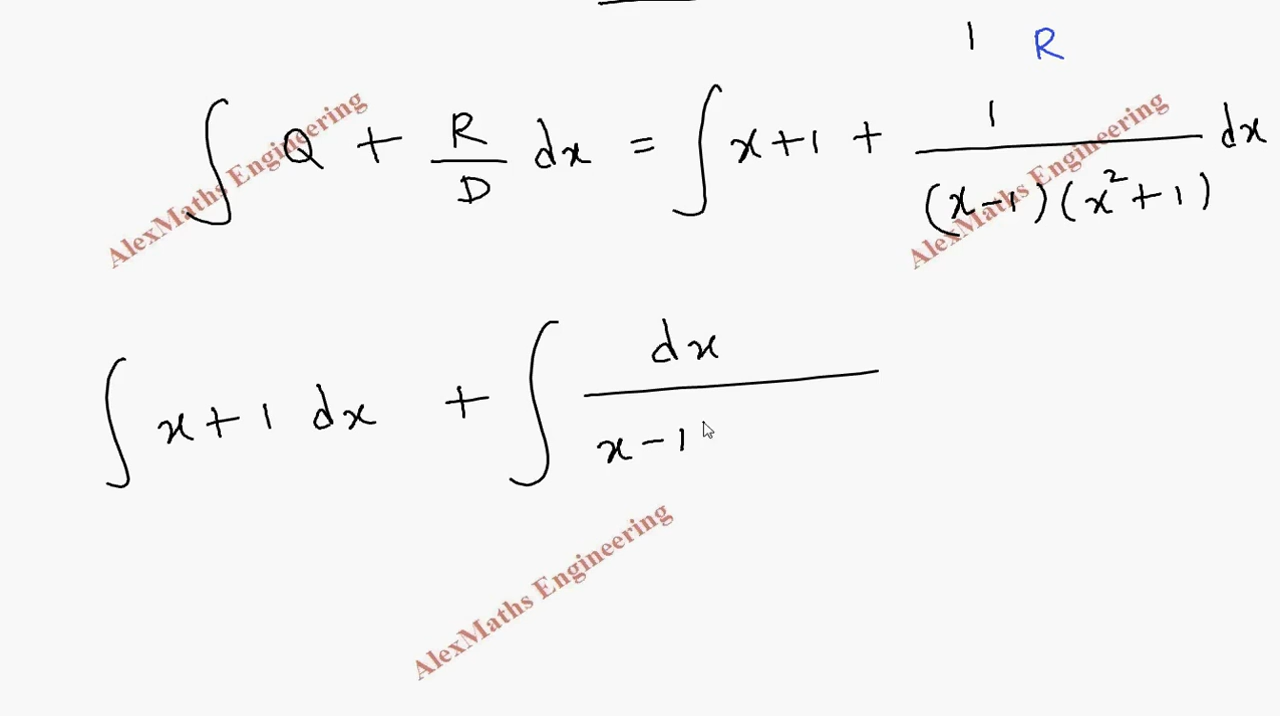 1 R
∫ Q + R/D dx = ∫ x+1 + 1/((x-1)(x²+1)) dx
AlexMaths Engineering AlexMaths Engineering
∫ x+1 dx + ∫ dx/(x-1
AlexMaths Engineering